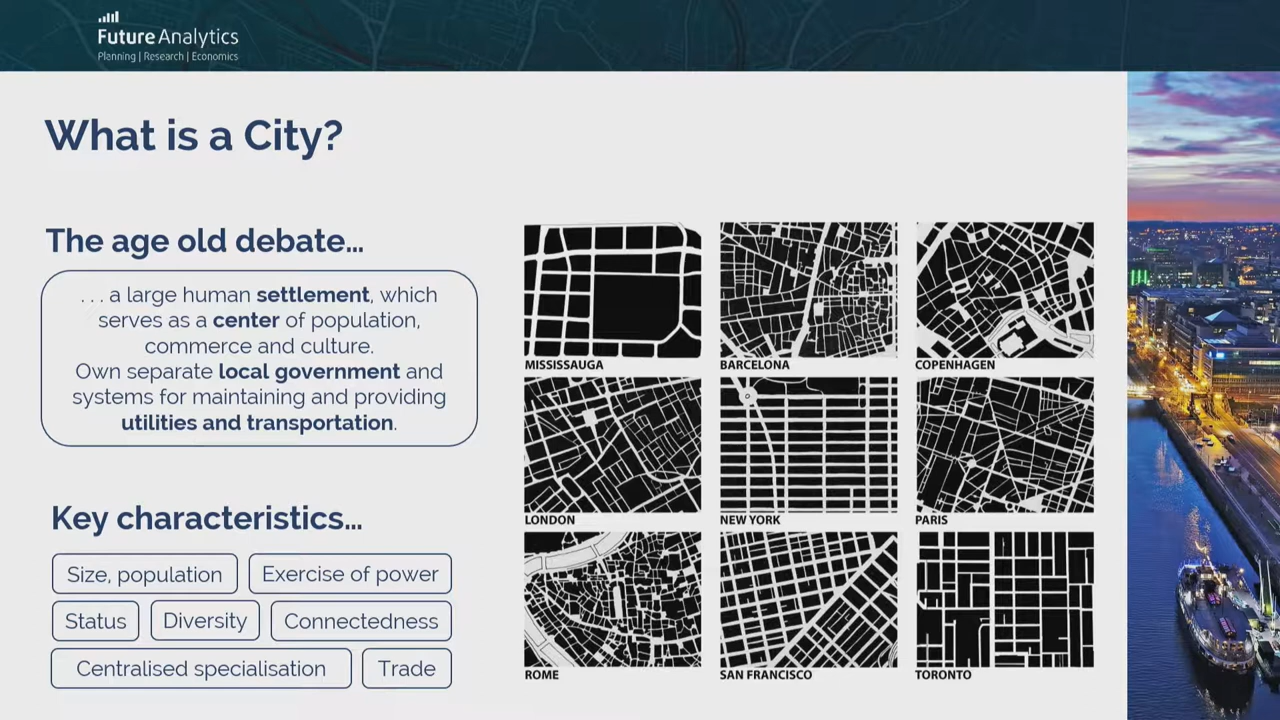 Future Analytics
Planning | Research | Economics
What is a City?
The age old debate...
. . . a large human settlement, which
serves as a center of population,
commerce and culture.
Own separate local government and
systems for maintaining and providing
utilities and transportation.
Key characteristics...
Size, population
Exercise of power
Status
Diversity
Connectedness
Centralised specialisation
Trade
MISSISSAUGA
BARCELONA
COPENHAGEN
LONDON
NEW YORK
PARIS
ROME
SAN FRANCISCO
TORONTO